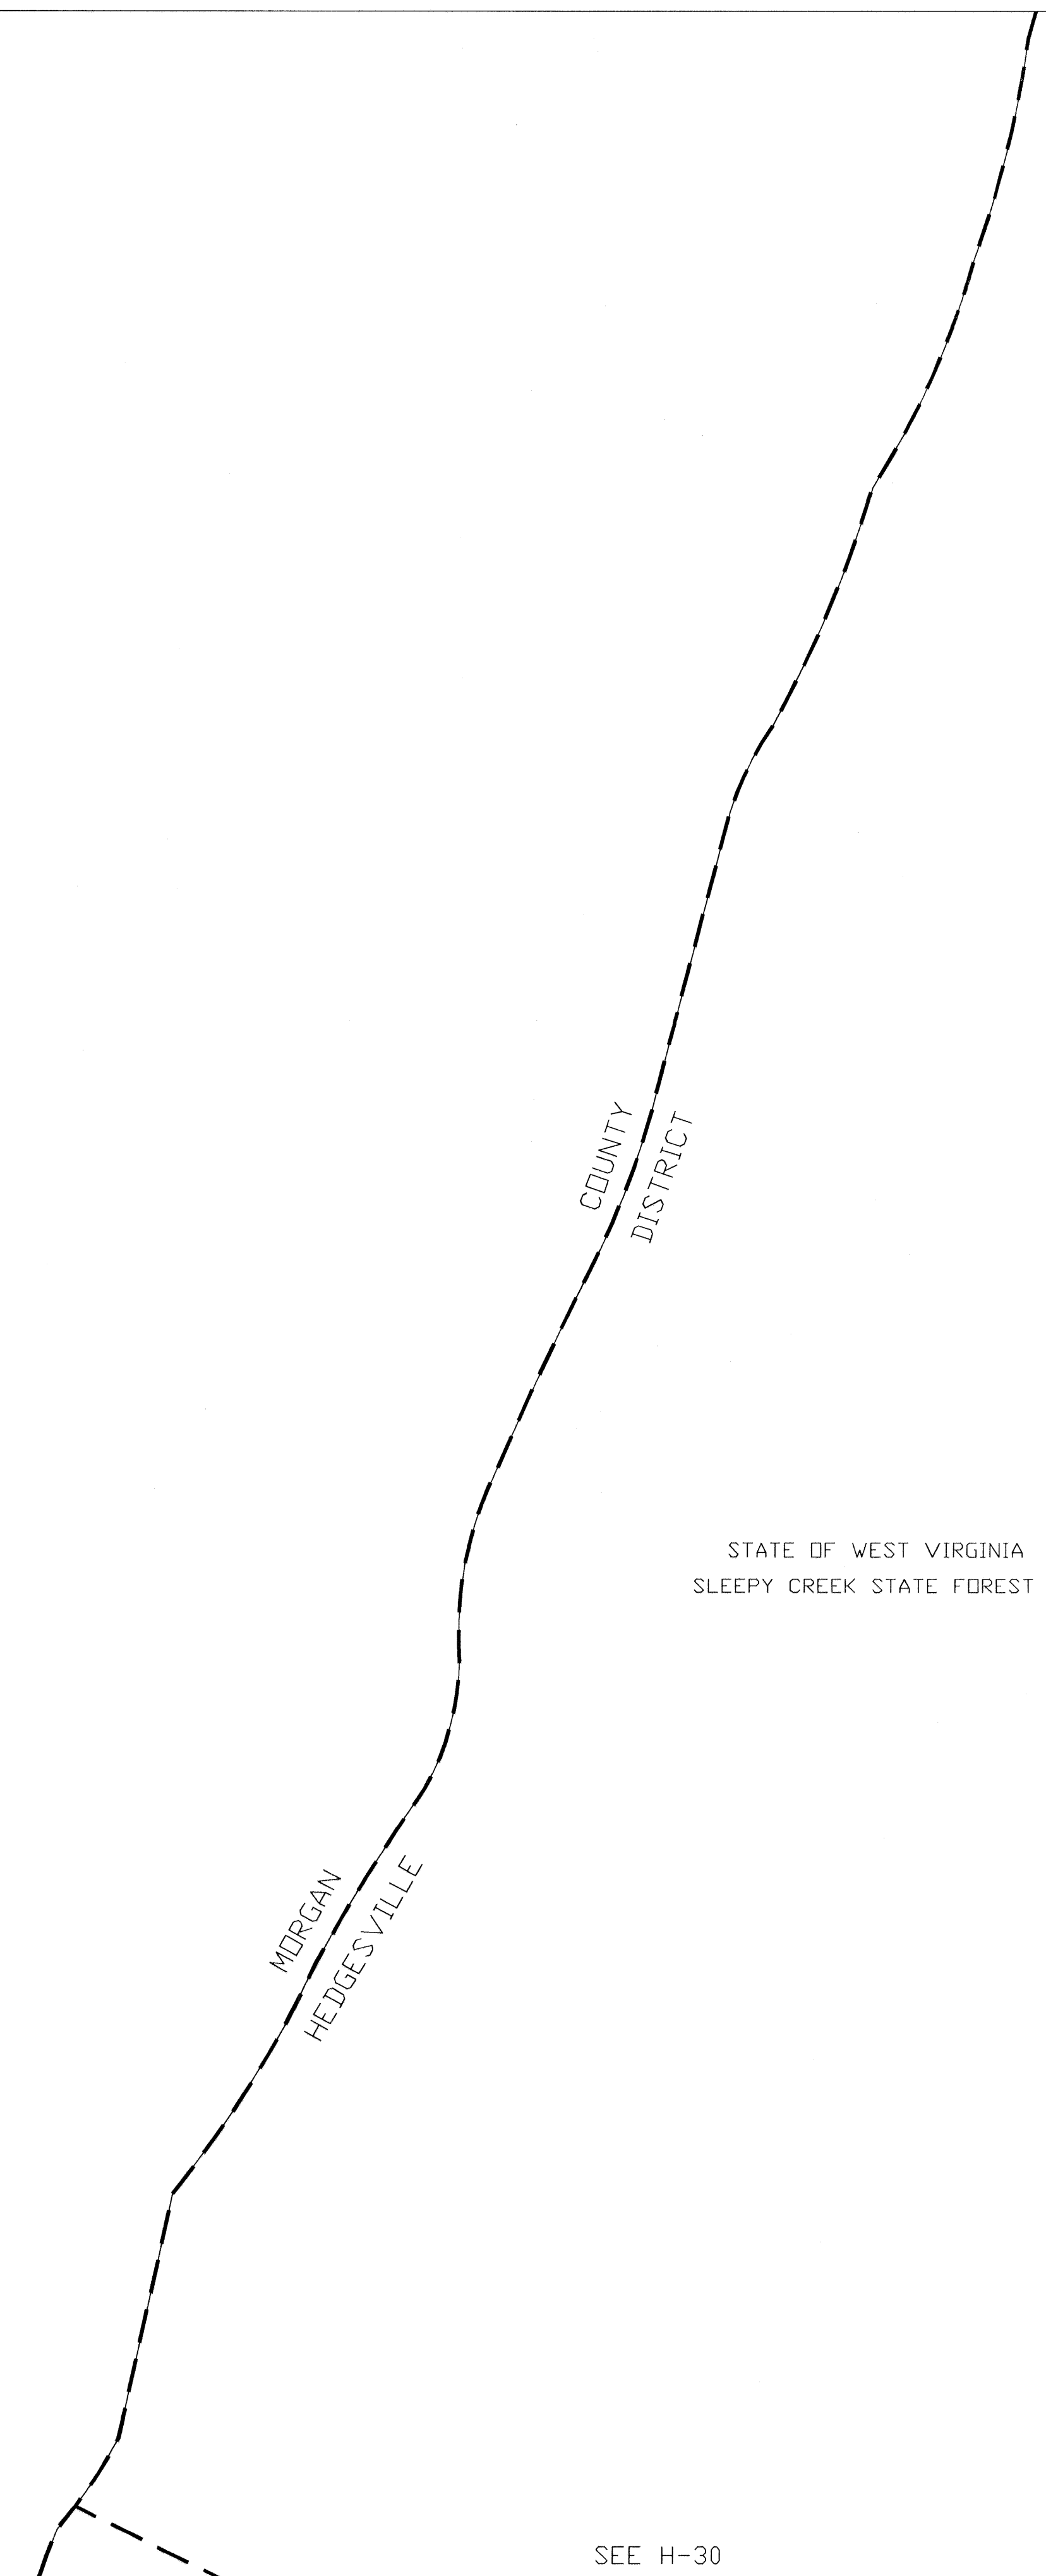 COUNTY
DISTRICT
STATE OF WEST VIRGINIA
SLEEPY CREEK STATE FOREST
MORGAN
HEDGESVILLE
SEE H-30